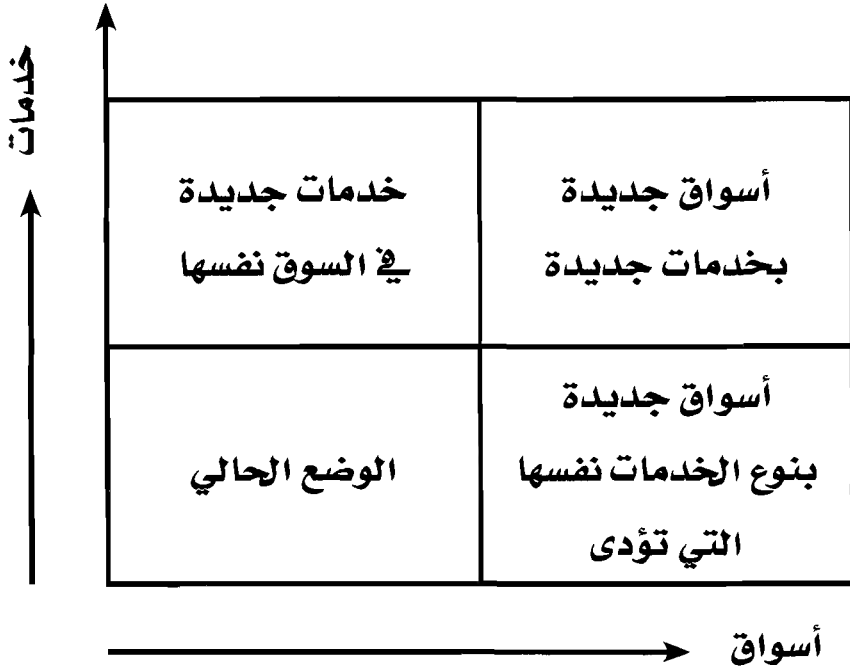 خدمات
أسواق جديدة
بخدمات جديدة
خدمات جديدة
في السوق نفسها
أسواق جديدة
بنوع الخدمات نفسها
التي تؤدى
الوضع الحالي
أسواق